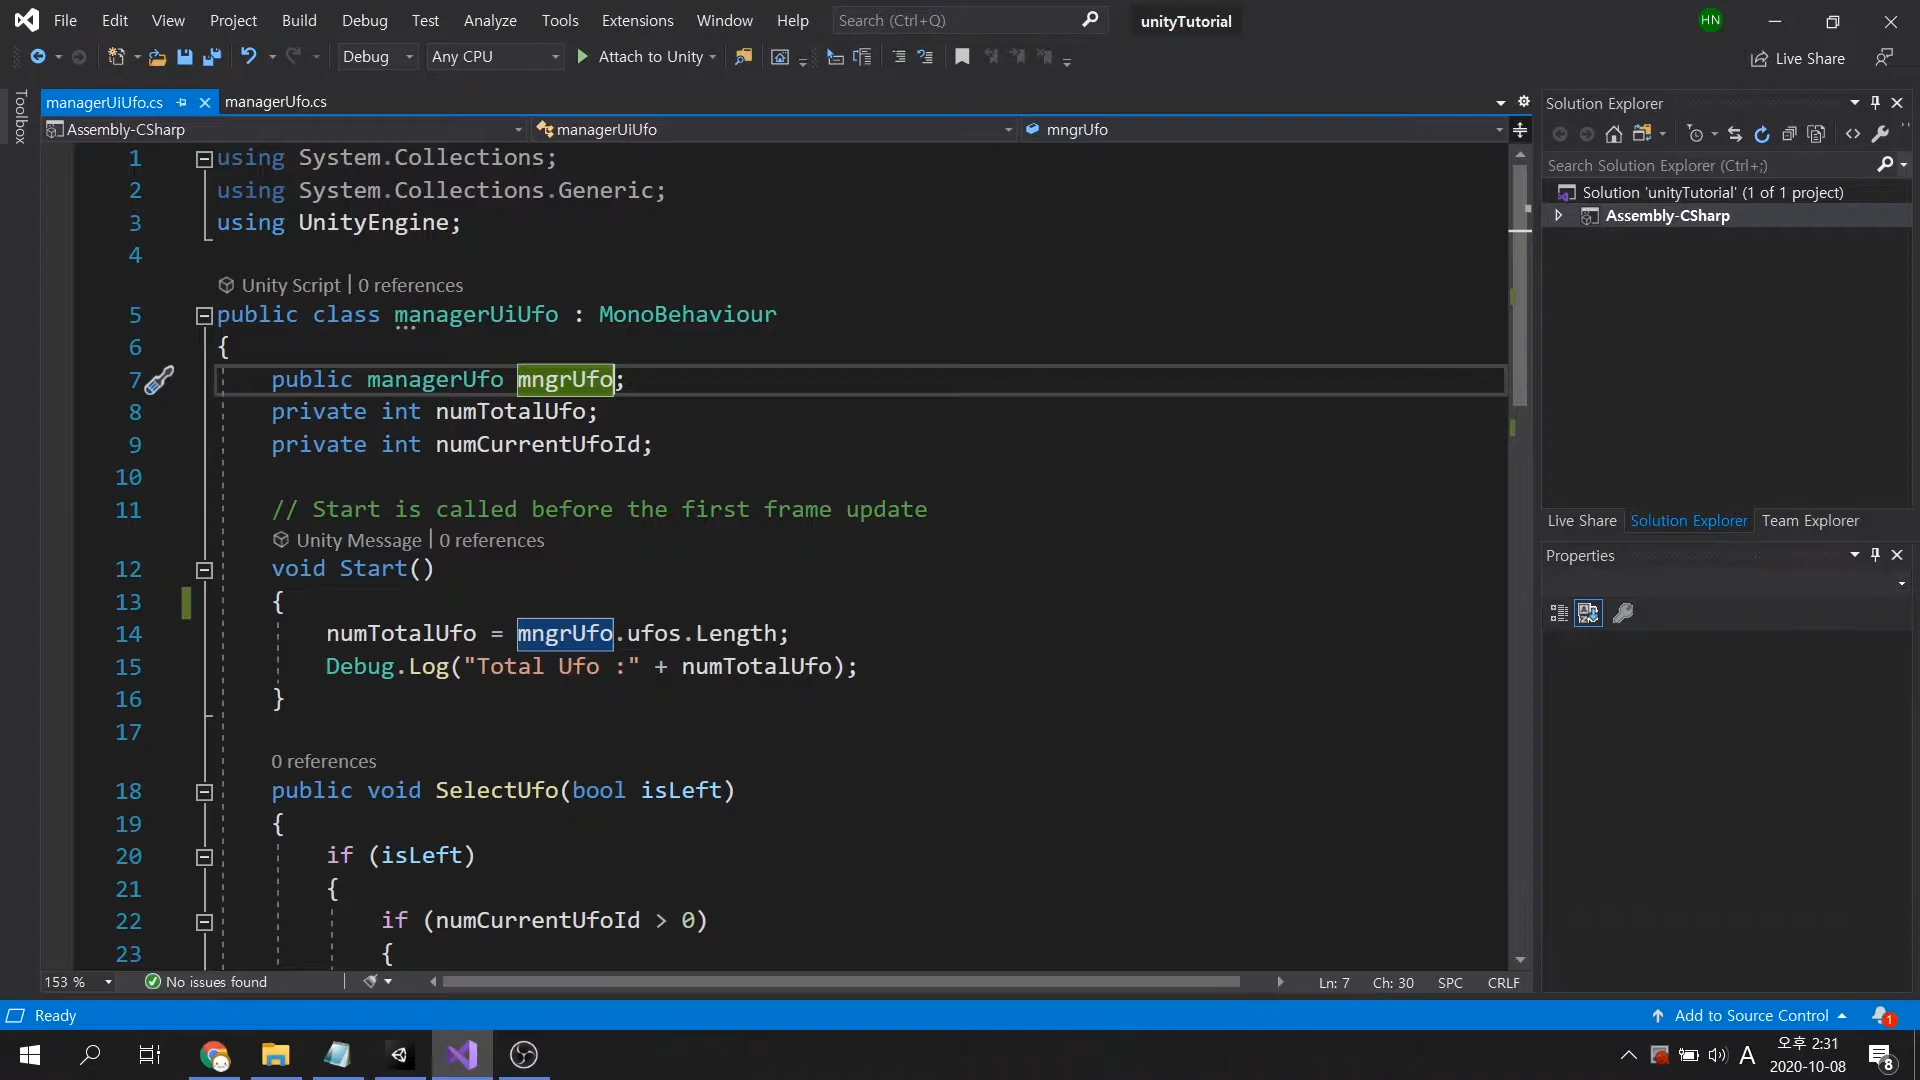 File Edit View Project Build Debug Test Analyze Tools Extensions Window Help Search (Ctrl+Q) unityTutorial HN
Debug Any CPU Attach to Unity Live Share
Toolbox
managerUiUfo.cs managerUfo.cs
Assembly-CSharp managerUiUfo mngrUfo
1 using System.Collections;
2 using System.Collections.Generic;
3 using UnityEngine;
4
Unity Script | 0 references
5 public class managerUiUfo : MonoBehaviour
6 {
7 public managerUfo mngrUfo;
8 private int numTotalUfo;
9 private int numCurrentUfoId;
10
11 // Start is called before the first frame update
Unity Message | 0 references
12 void Start()
13 {
14 numTotalUfo = mngrUfo.ufos.Length;
15 Debug.Log("Total Ufo :" + numTotalUfo);
16 }
17
0 references
18 public void SelectUfo(bool isLeft)
19 {
20 if (isLeft)
21 {
22 if (numCurrentUfoId > 0)
23 {
153 % No issues found Ln: 7 Ch: 30 SPC CRLF
Solution Explorer
Search Solution Explorer (Ctrl+;)
Solution 'unityTutorial' (1 of 1 project)
Assembly-CSharp
Live Share Solution Explorer Team Explorer
Properties
Ready Add to Source Control 1
A 오후 2:31
2020-10-08 8